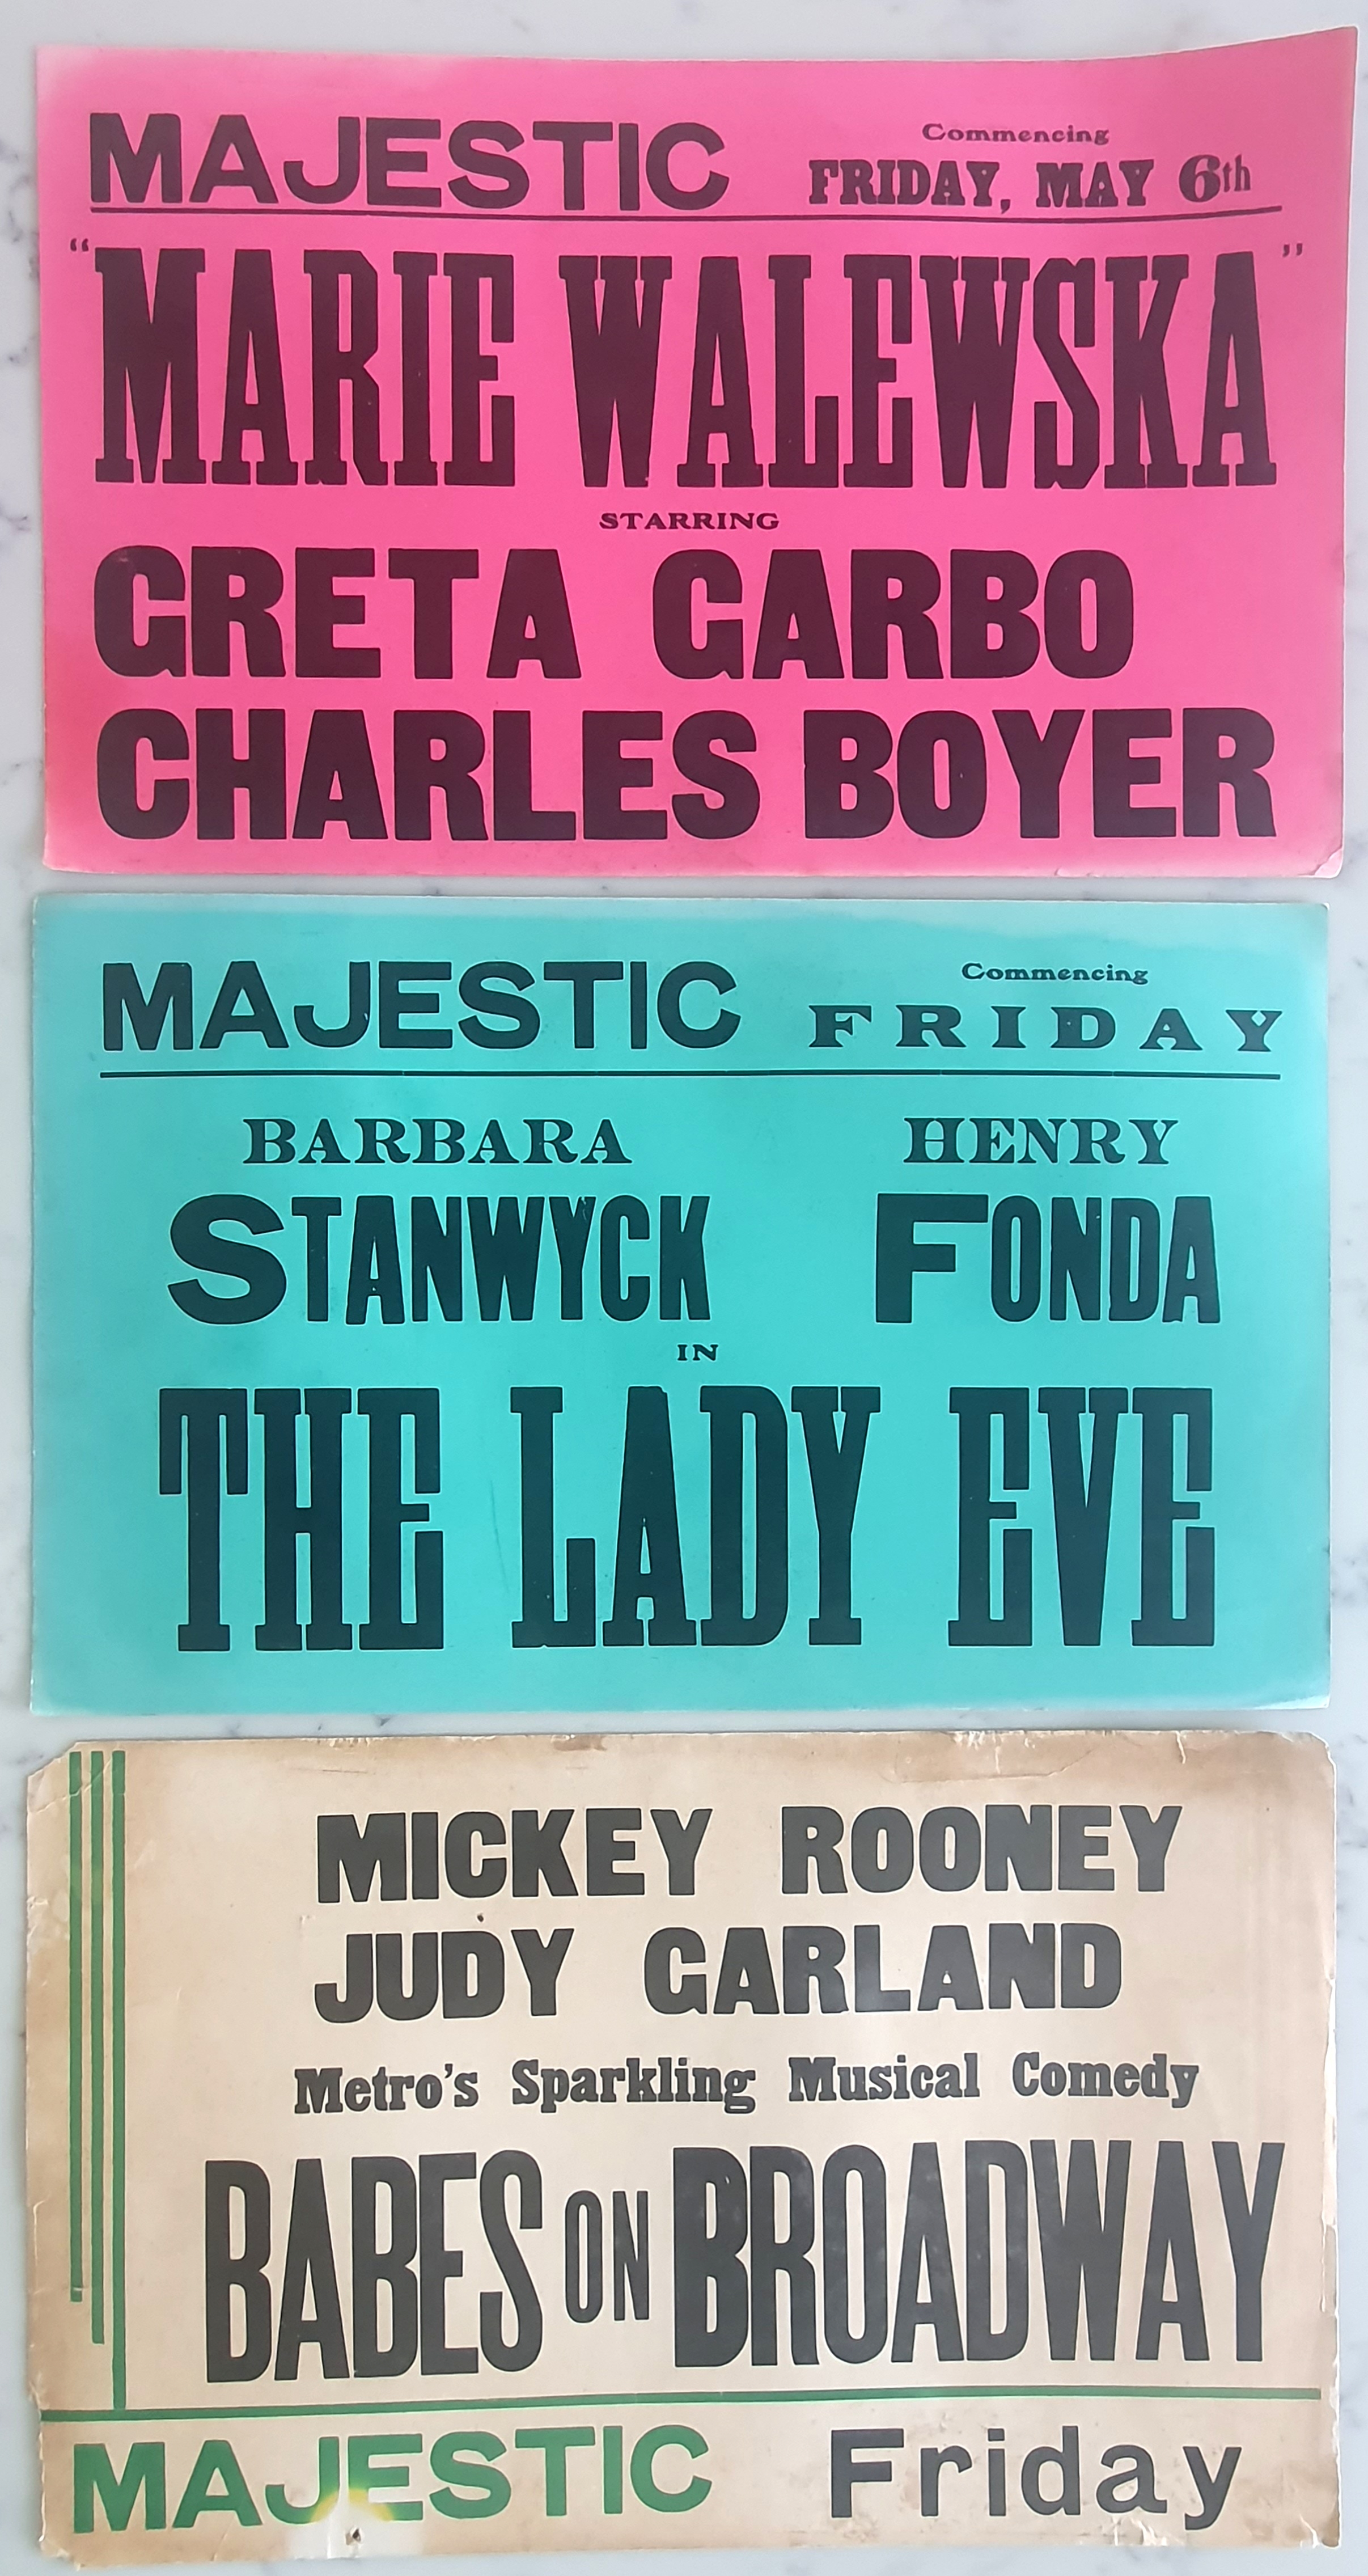 MAJESTIC Commencing FRIDAY, MAY 6th
"MARIE WALEWSKA"
STARRING
GRETA GARBO
CHARLES BOYER
MAJESTIC Commencing FRIDAY
BARBARA HENRY
STANWYCK FONDA
IN
THE LADY EVE
MICKEY ROONEY
JUDY GARLAND
Metro's Sparkling Musical Comedy
BABES ON BROADWAY
MAJESTIC Friday